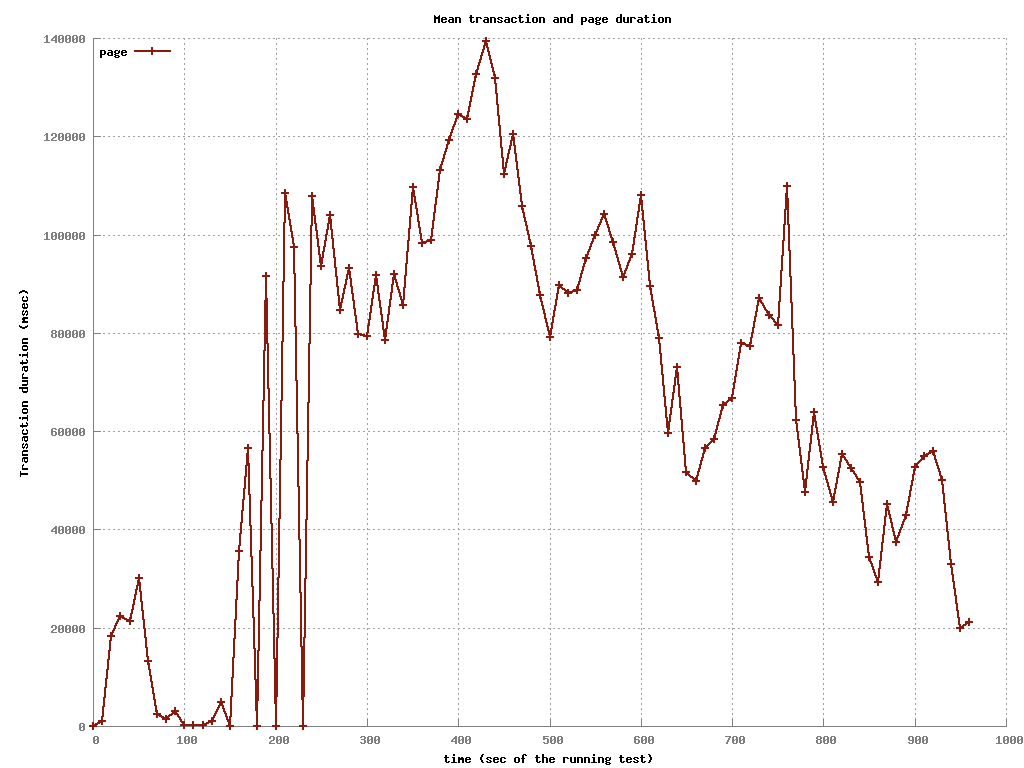 Mean transaction and page duration
page
140000
120000
100000
80000
60000
40000
20000
0
Transaction duration (msec)
0 100 200 300 400 500 600 700 800 900 1000
time (sec of the running test)